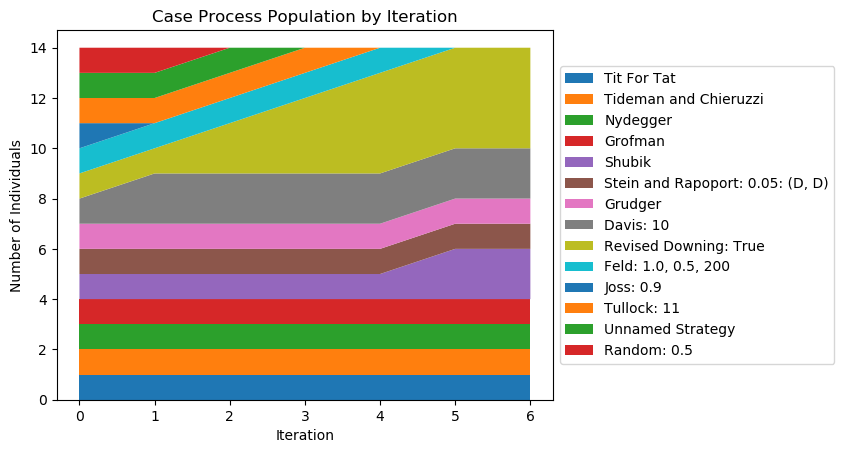 Case Process Population by Iteration
Number of Individuals
14
12
10
8
6
4
2
0
0 1 2 3 4 5 6
Iteration
Tit For Tat
Tideman and Chieruzzi
Nydegger
Grofman
Shubik
Stein and Rapoport: 0.05: (D, D)
Grudger
Davis: 10
Revised Downing: True
Feld: 1.0, 0.5, 200
Joss: 0.9
Tullock: 11
Unnamed Strategy
Random: 0.5